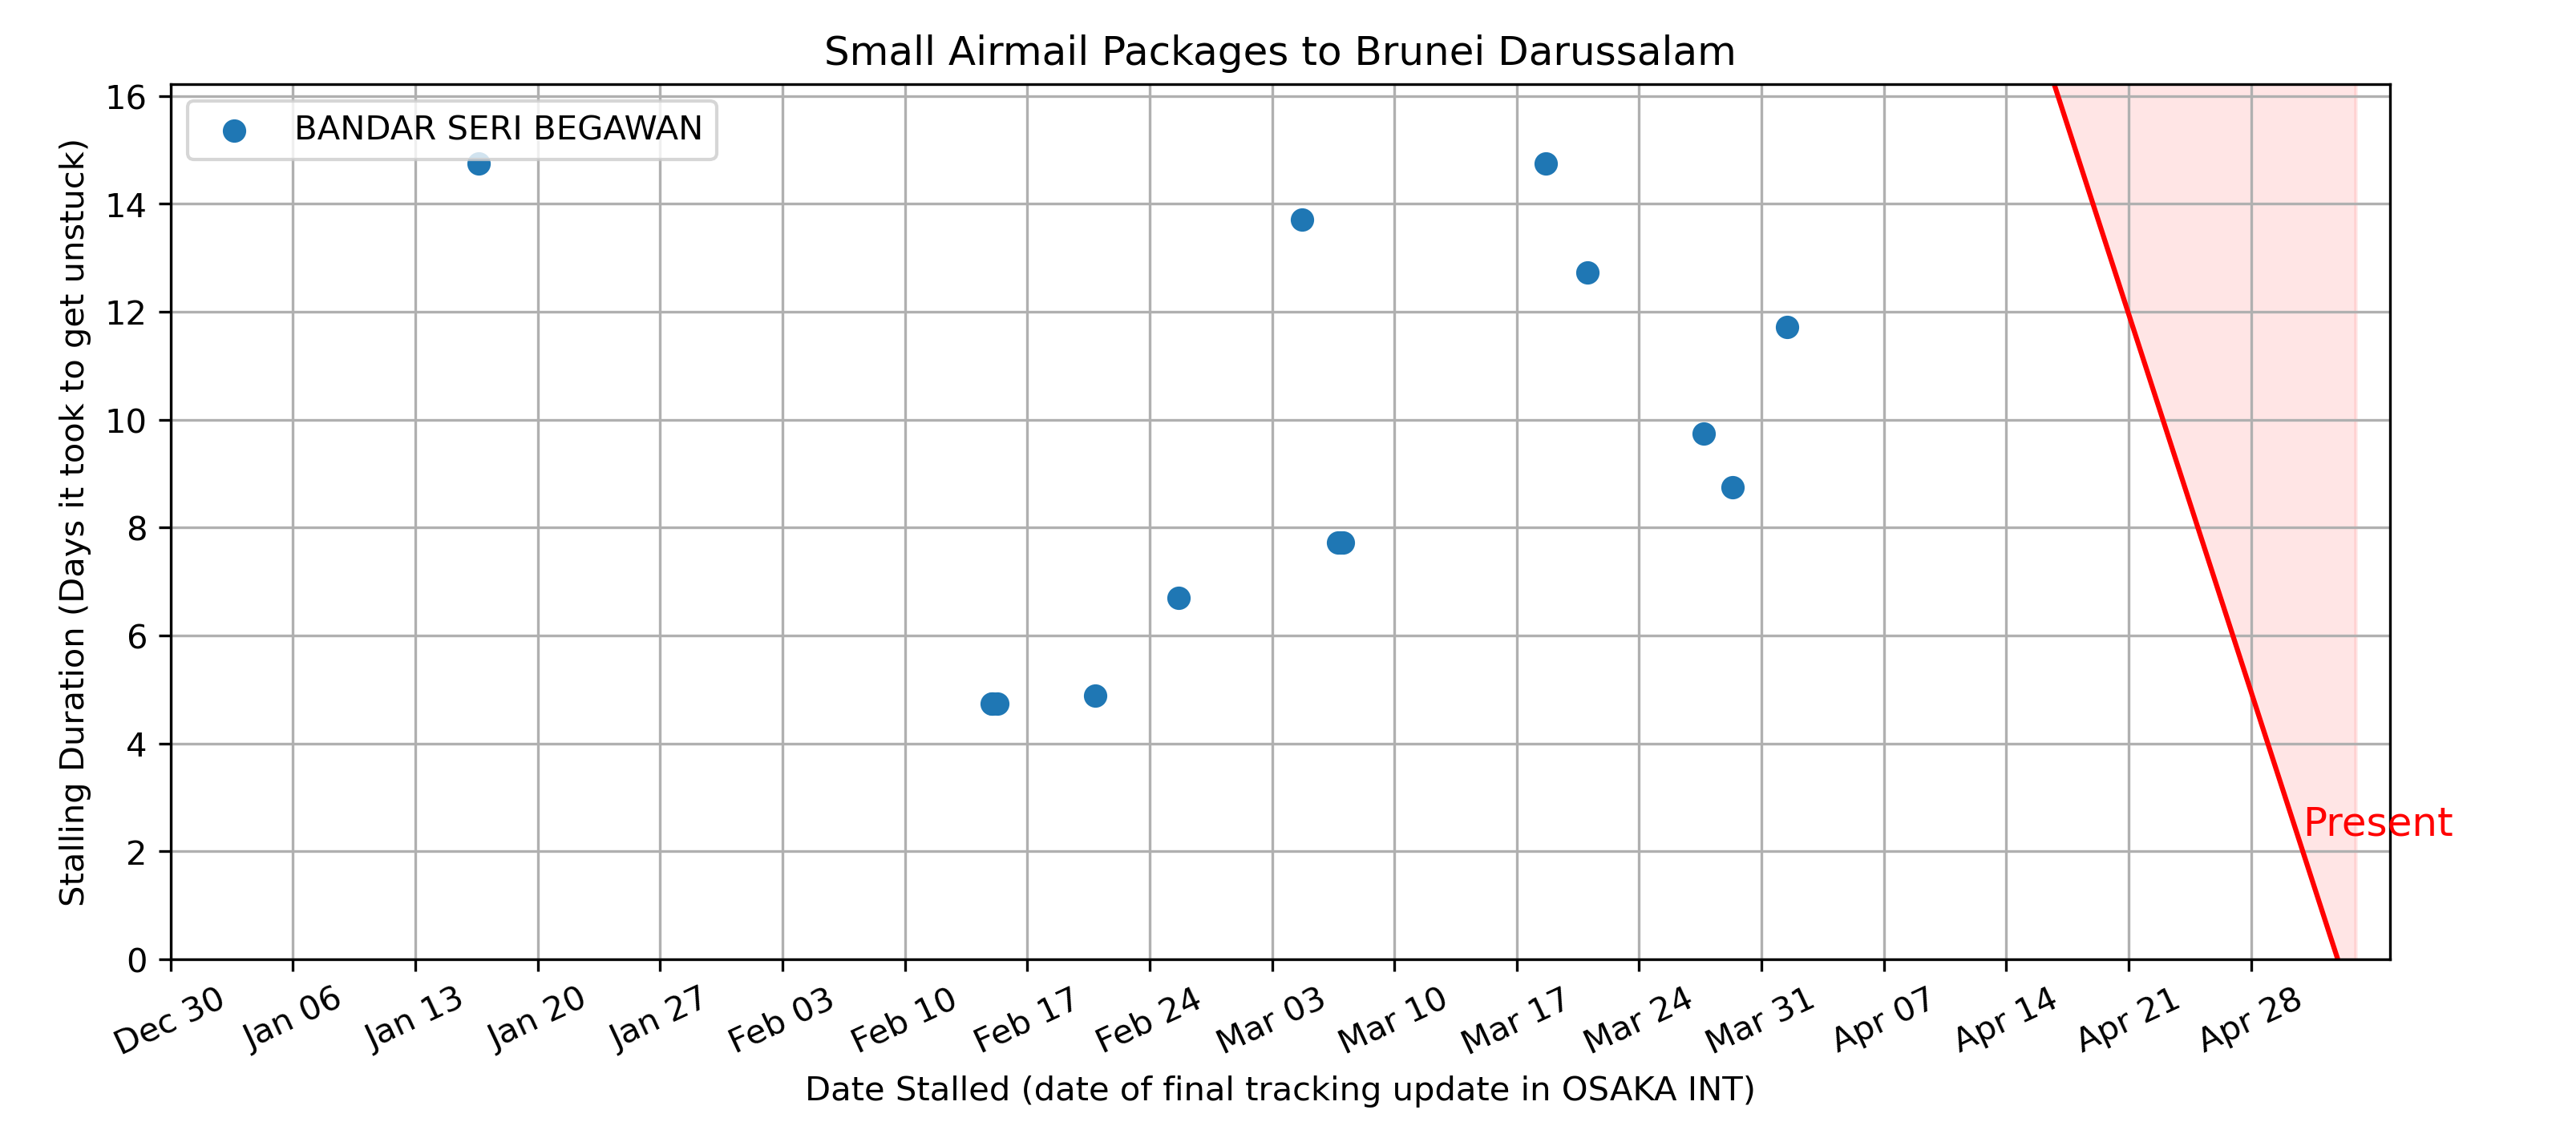 Small Airmail Packages to Brunei Darussalam
BANDAR SERI BEGAWAN
Stalling Duration (Days it took to get unstuck)
16
14
12
10
8
6
4
2
0
Present
Dec 30
Jan 06
Jan 13
Jan 20
Jan 27
Feb 03
Feb 10
Feb 17
Feb 24
Mar 03
Mar 10
Mar 17
Mar 24
Mar 31
Apr 07
Apr 14
Apr 21
Apr 28
Date Stalled (date of final tracking update in OSAKA INT)